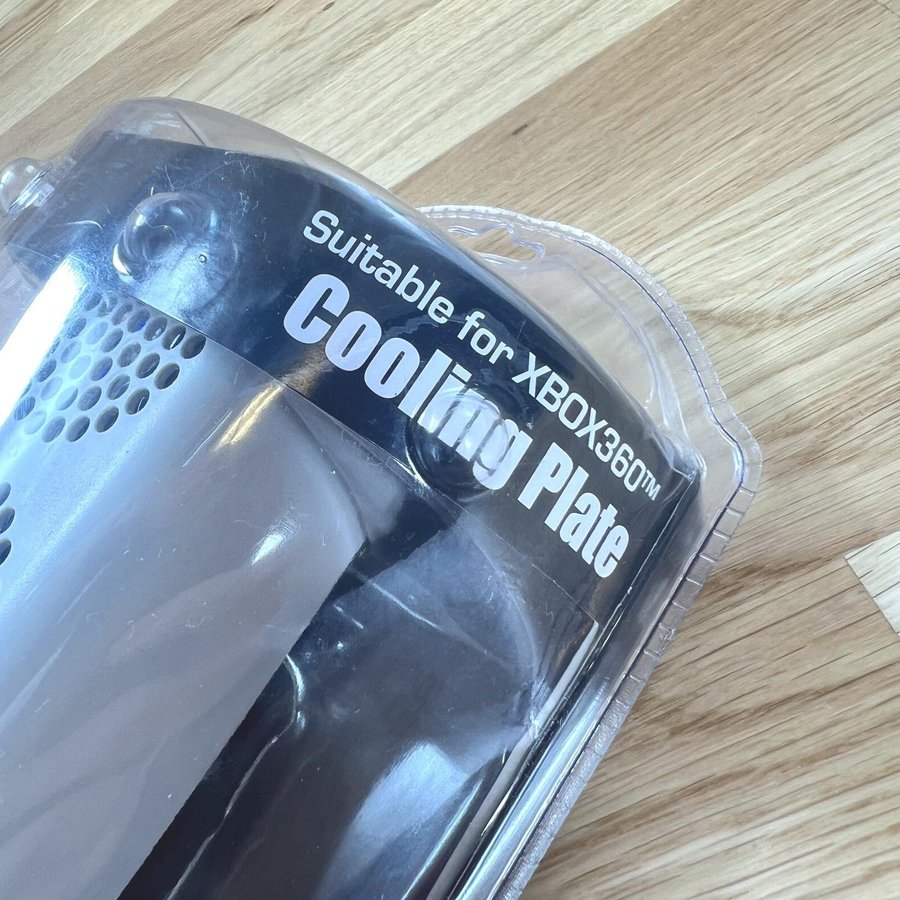 Suitable for XBOX360™
Cooling Plate